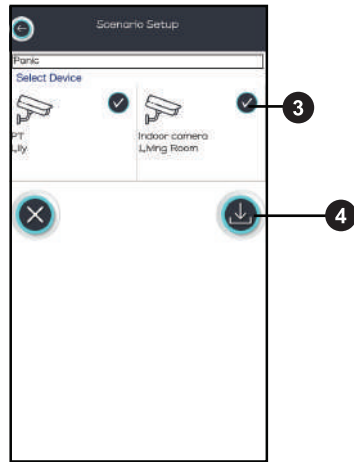 Scenario Setup
Panic
Select Device
PT
Lily
Indoor camera
Living Room
3
4